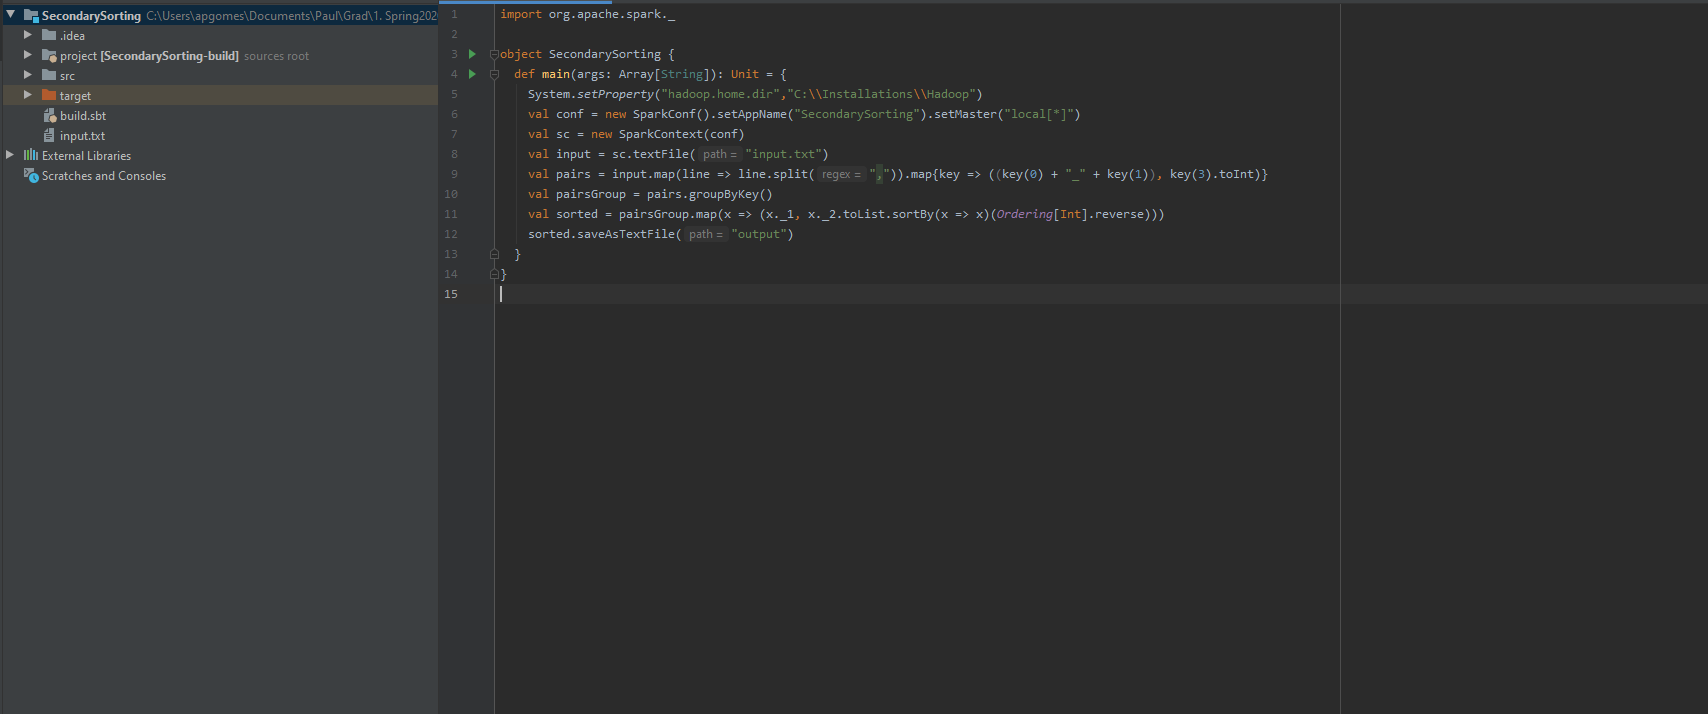 SecondarySorting C:\Users\apgomes\Documents\Paul\Grad\1. Spring202
.idea
project [SecondarySorting-build] sources root
src
target
build.sbt
input.txt
External Libraries
Scratches and Consoles
1 import org.apache.spark._
2
3 object SecondarySorting {
4 def main(args: Array[String]): Unit = {
5 System.setProperty("hadoop.home.dir","C:\\Installations\\Hadoop")
6 val conf = new SparkConf().setAppName("SecondarySorting").setMaster("local[*]")
7 val sc = new SparkContext(conf)
8 val input = sc.textFile( path = "input.txt")
9 val pairs = input.map(line => line.split( regex = ",")).map{key => ((key(0) + "_" + key(1)), key(3).toInt)}
10 val pairsGroup = pairs.groupByKey()
11 val sorted = pairsGroup.map(x => (x._1, x._2.toList.sortBy(x => x)(Ordering[Int].reverse)))
12 sorted.saveAsTextFile( path = "output")
13 }
14 }
15